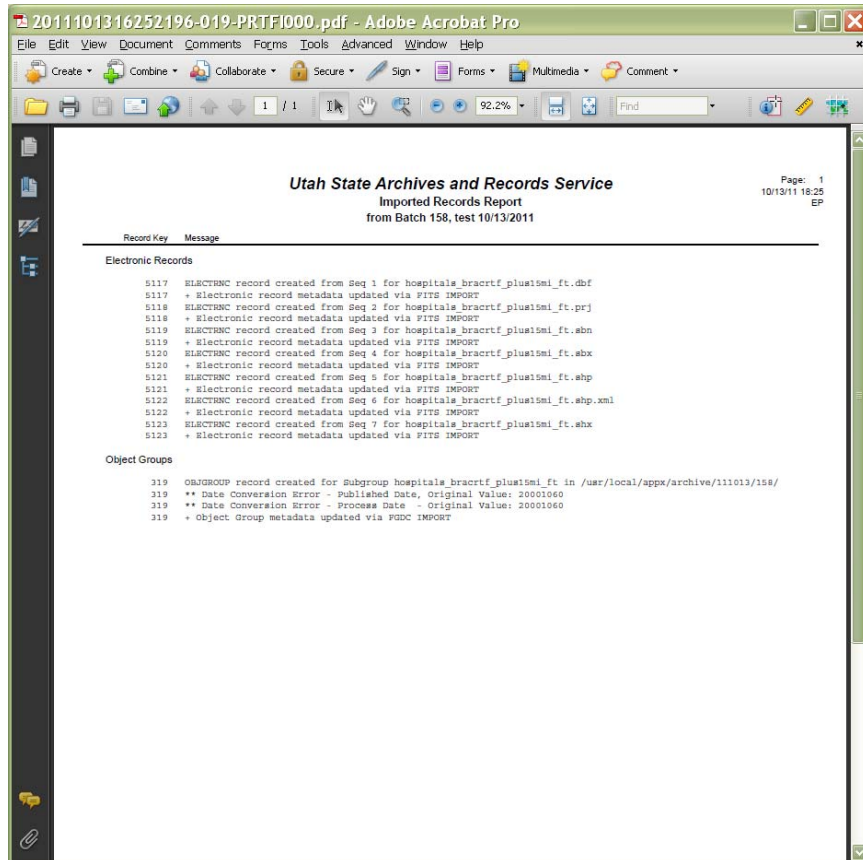 2011101316252196-019-PRTFI000.pdf - Adobe Acrobat Pro
File Edit View Document Comments Forms Tools Advanced Window Help
Create Combine Collaborate Secure Sign Forms Multimedia Comment
1 / 1 92.2% Find
Utah State Archives and Records Service
Page: 1
Imported Records Report
10/13/11 18:25
from Batch 158, test 10/13/2011
EP
Record Key Message
Electronic Records
5117 ELECTRNC record created from Seq 1 for hospitals_bracrtf_plus15mi_ft.dbf
5117 + Electronic record metadata updated via FITS IMPORT
5118 ELECTRNC record created from Seq 2 for hospitals_bracrtf_plus15mi_ft.prj
5118 + Electronic record metadata updated via FITS IMPORT
5119 ELECTRNC record created from Seq 3 for hospitals_bracrtf_plus15mi_ft.sbn
5119 + Electronic record metadata updated via FITS IMPORT
5120 ELECTRNC record created from Seq 4 for hospitals_bracrtf_plus15mi_ft.sbx
5120 + Electronic record metadata updated via FITS IMPORT
5121 ELECTRNC record created from Seq 5 for hospitals_bracrtf_plus15mi_ft.shp
5121 + Electronic record metadata updated via FITS IMPORT
5122 ELECTRNC record created from Seq 6 for hospitals_bracrtf_plus15mi_ft.shp.xml
5122 + Electronic record metadata updated via FITS IMPORT
5123 ELECTRNC record created from Seq 7 for hospitals_bracrtf_plus15mi_ft.shx
5123 + Electronic record metadata updated via FITS IMPORT
Object Groups
319 OBJGROUP record created for Subgroup hospitals_bracrtf_plus15mi_ft in /usr/local/appx/archive/111013/158/
319 ** Date Conversion Error - Published Date, Original Value: 20001060
319 ** Date Conversion Error - Process Date - Original Value: 20001060
319 + Object Group metadata updated via FGDC IMPORT